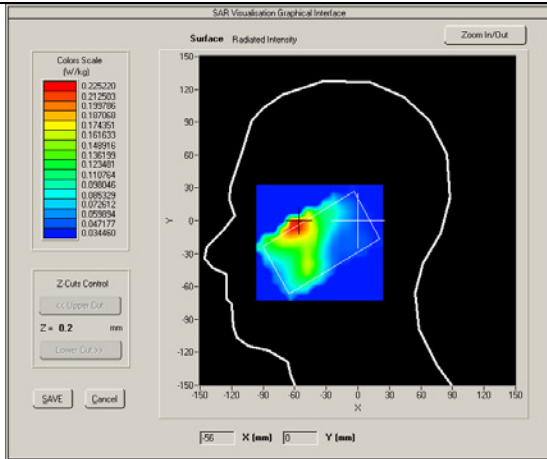 SAR Visualisation Graphical Interface
Surface Radiated Intensity
Zoom In/Out
Colors Scale
(W/kg)
0.225220
0.212503
0.199786
0.187068
0.174351
0.161633
0.148916
0.136199
0.123481
0.110764
0.098046
0.085329
0.072612
0.059894
0.047177
0.034460
Z-Cuts Control
<< Upper Cut
Z = 0.2 mm
Lower Cut >>
SAVE Cancel
150
120
90
60
30
0
-30
-60
-90
-120
-150
Y
-150 -120 -90 -60 -30 0 30 60 90 120 150
X
-56 X (mm) 0 Y (mm)